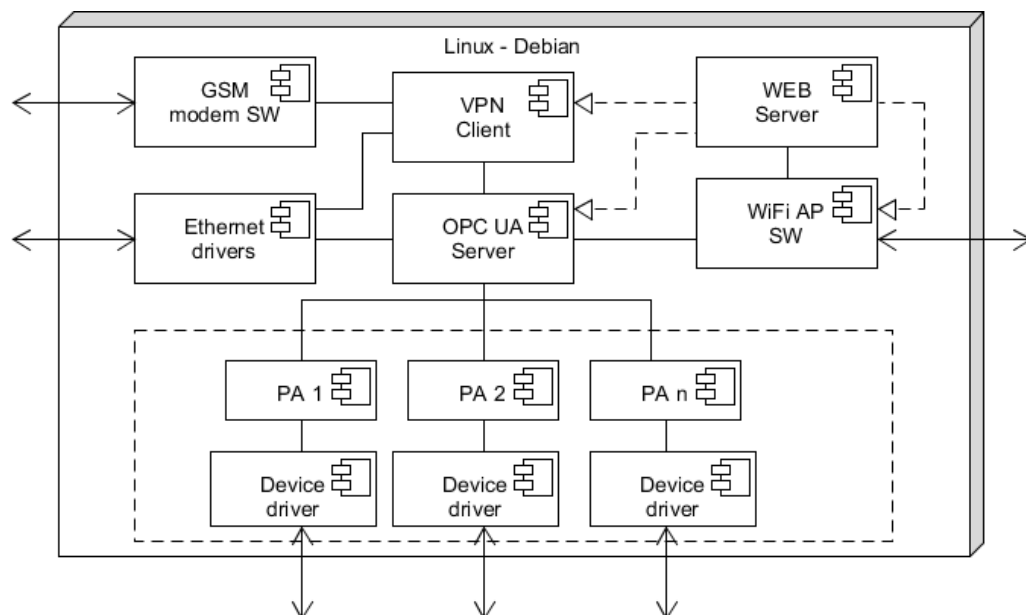 Linux - Debian
GSM
modem SW
VPN
Client
WEB
Server
Ethernet
drivers
OPC UA
Server
WiFi AP
SW
PA 1
PA 2
PA n
Device
driver
Device
driver
Device
driver